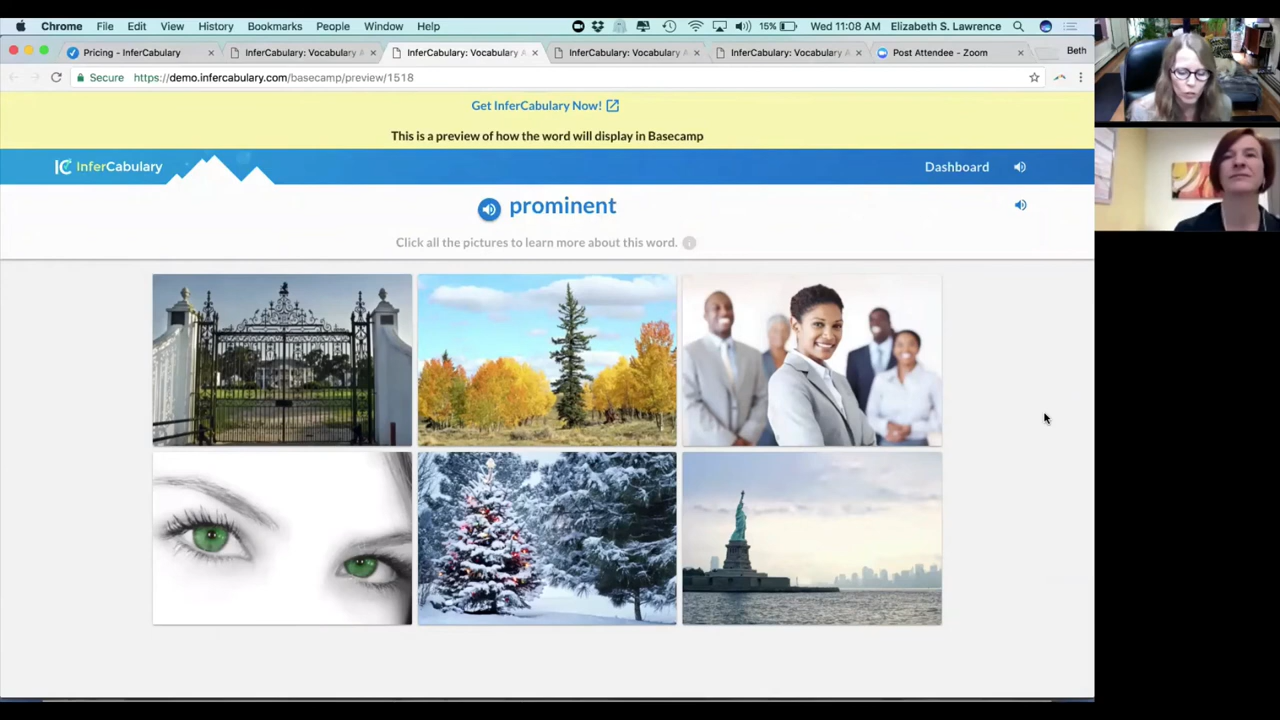 Chrome File Edit View History Bookmarks People Window Help 15% Wed 11:08 AM Elizabeth S. Lawrence
Pricing - InferCabulary × InferCabulary: Vocabulary A × InferCabulary: Vocabulary A × InferCabulary: Vocabulary A × InferCabulary: Vocabulary A × Post Attendee - Zoom × Beth
Secure https://demo.infercabulary.com/basecamp/preview/1518
Get InferCabulary Now!
This is a preview of how the word will display in Basecamp
IC InferCabulary Dashboard
prominent
Click all the pictures to learn more about this word.